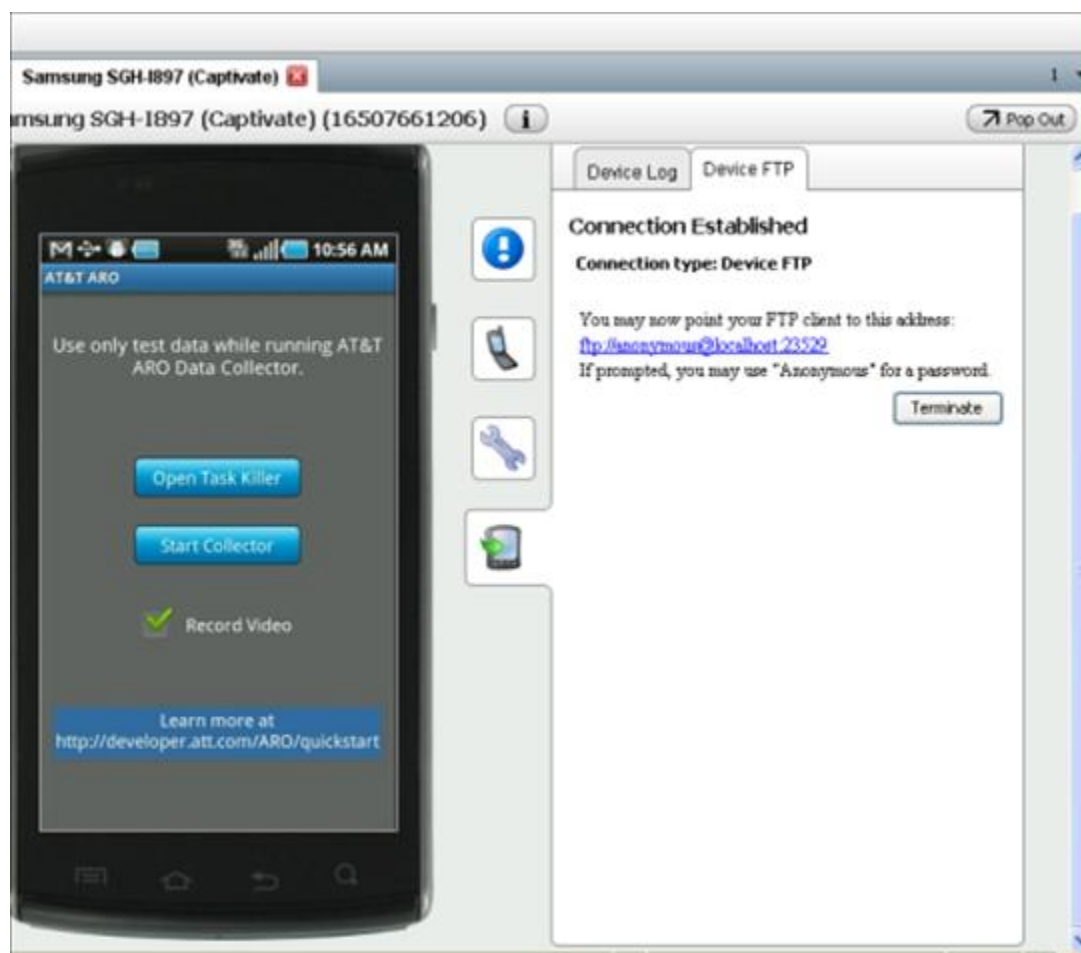 Samsung SGH-I897 (Captivate)
1
msung SGH-I897 (Captivate) (16507661206)
i
Pop Out
Device Log
Device FTP
10:56 AM
AT&T ARO
Use only test data while running AT&T
ARO Data Collector.
Open Task Killer
Start Collector
Record Video
Learn more at
http://developer.att.com/ARO/quickstart
Connection Established
Connection type: Device FTP
You may now point your FTP client to this address:
ftp://anonymous@localhost:23529
If prompted, you may use "Anonymous" for a password.
Terminate